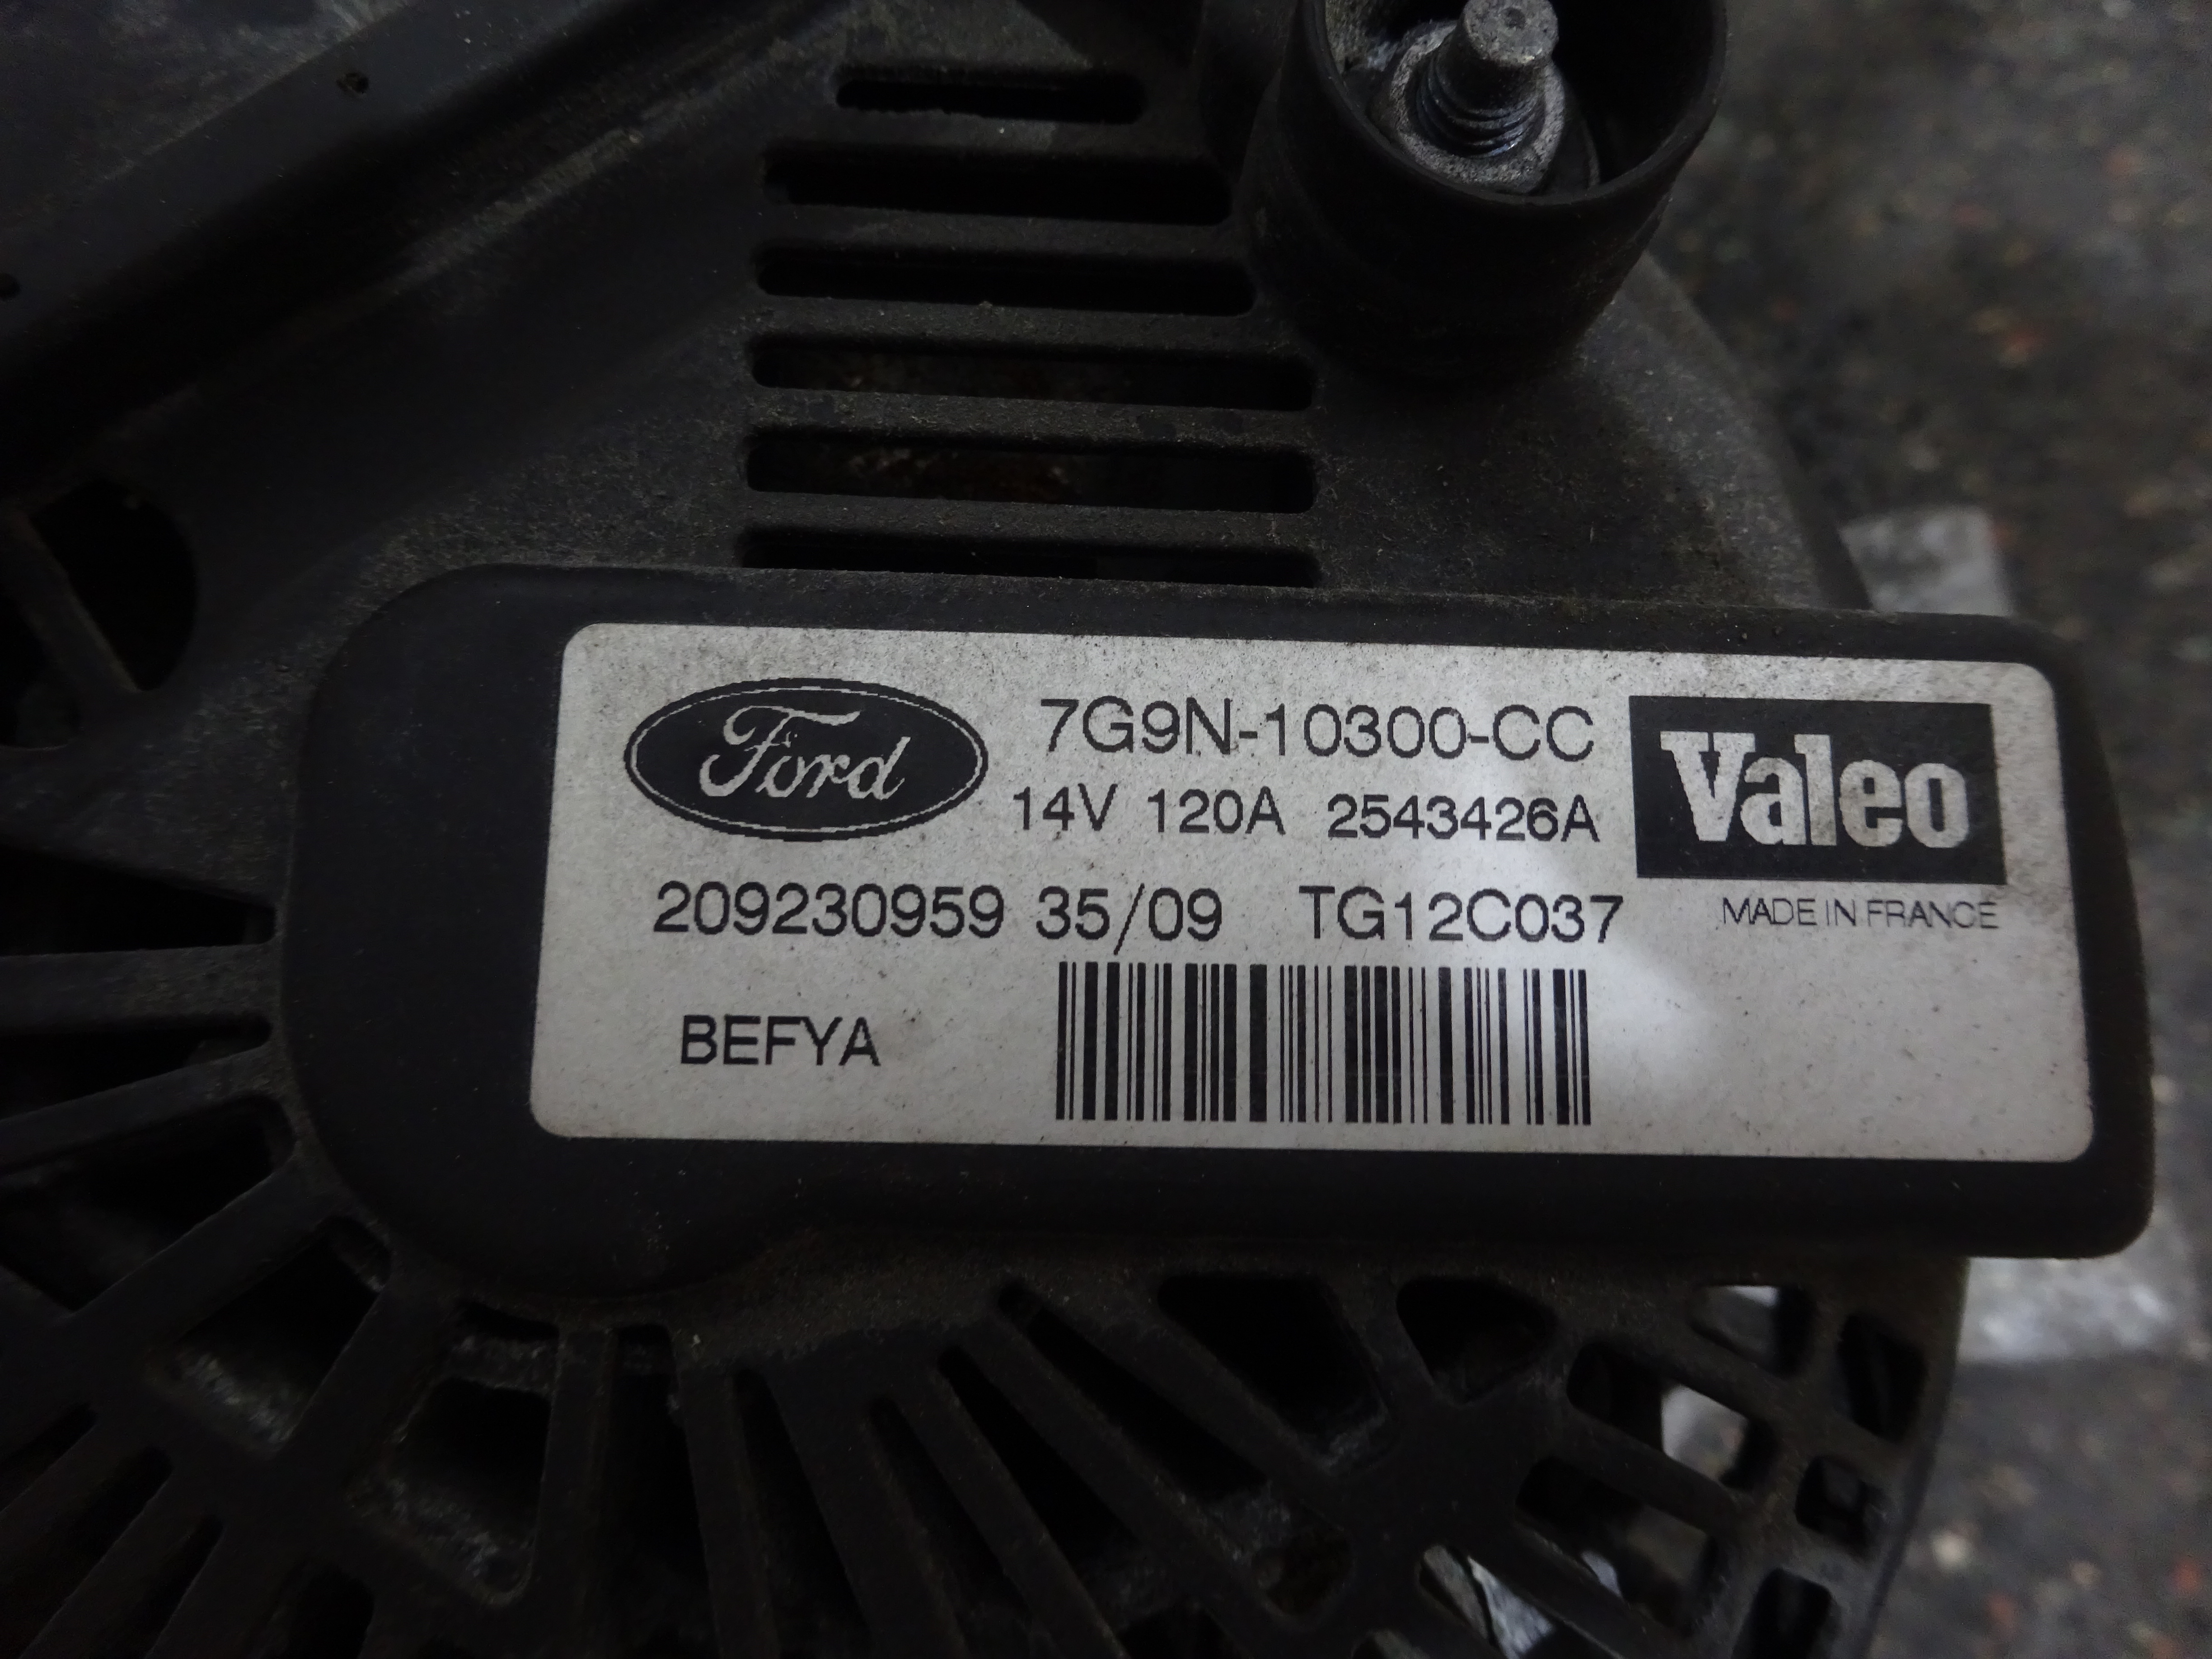 Ford 7G9N-10300-CC Valeo
14V 120A 2543426A
209230959 35/09 TG12C037 MADE IN FRANCE
BEFYA